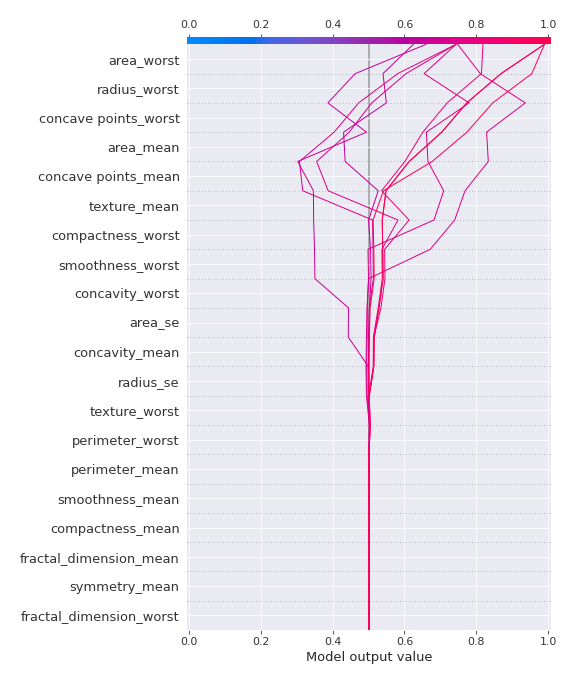 0.0 0.2 0.4 0.6 0.8 1.0
area_worst
radius_worst
concave points_worst
area_mean
concave points_mean
texture_mean
compactness_worst
smoothness_worst
concavity_worst
area_se
concavity_mean
radius_se
texture_worst
perimeter_worst
perimeter_mean
smoothness_mean
compactness_mean
fractal_dimension_mean
symmetry_mean
fractal_dimension_worst
0.0 0.2 0.4 0.6 0.8 1.0
Model output value